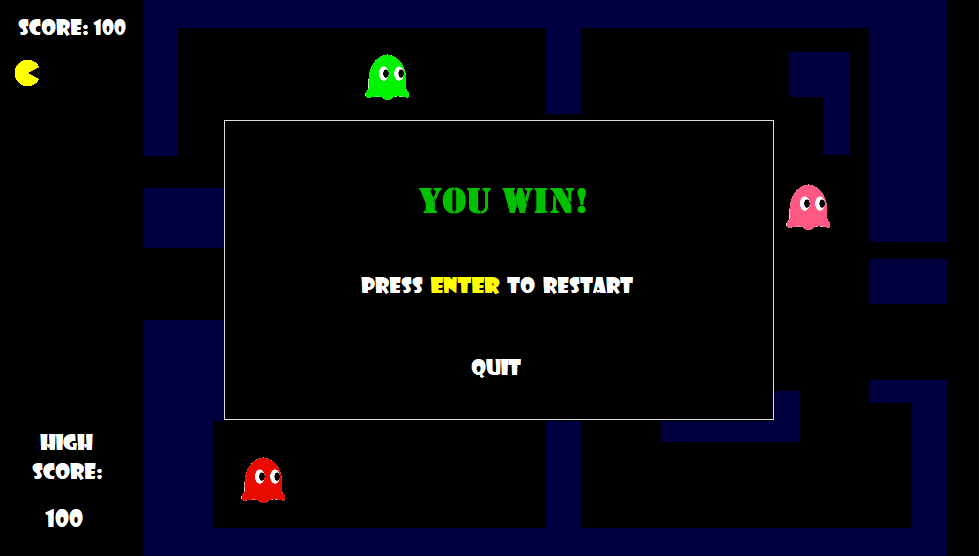 SCORE: 100
YOU WIN!
PRESS ENTER TO RESTART
QUIT
HIGH
SCORE:
100